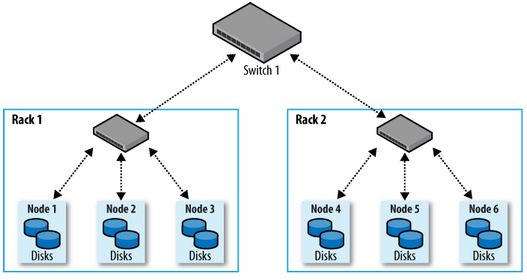 Switch 1
Rack 1
Rack 2
Node 1
Node 2
Node 3
Node 4
Node 5
Node 6
Disks
Disks
Disks
Disks
Disks
Disks